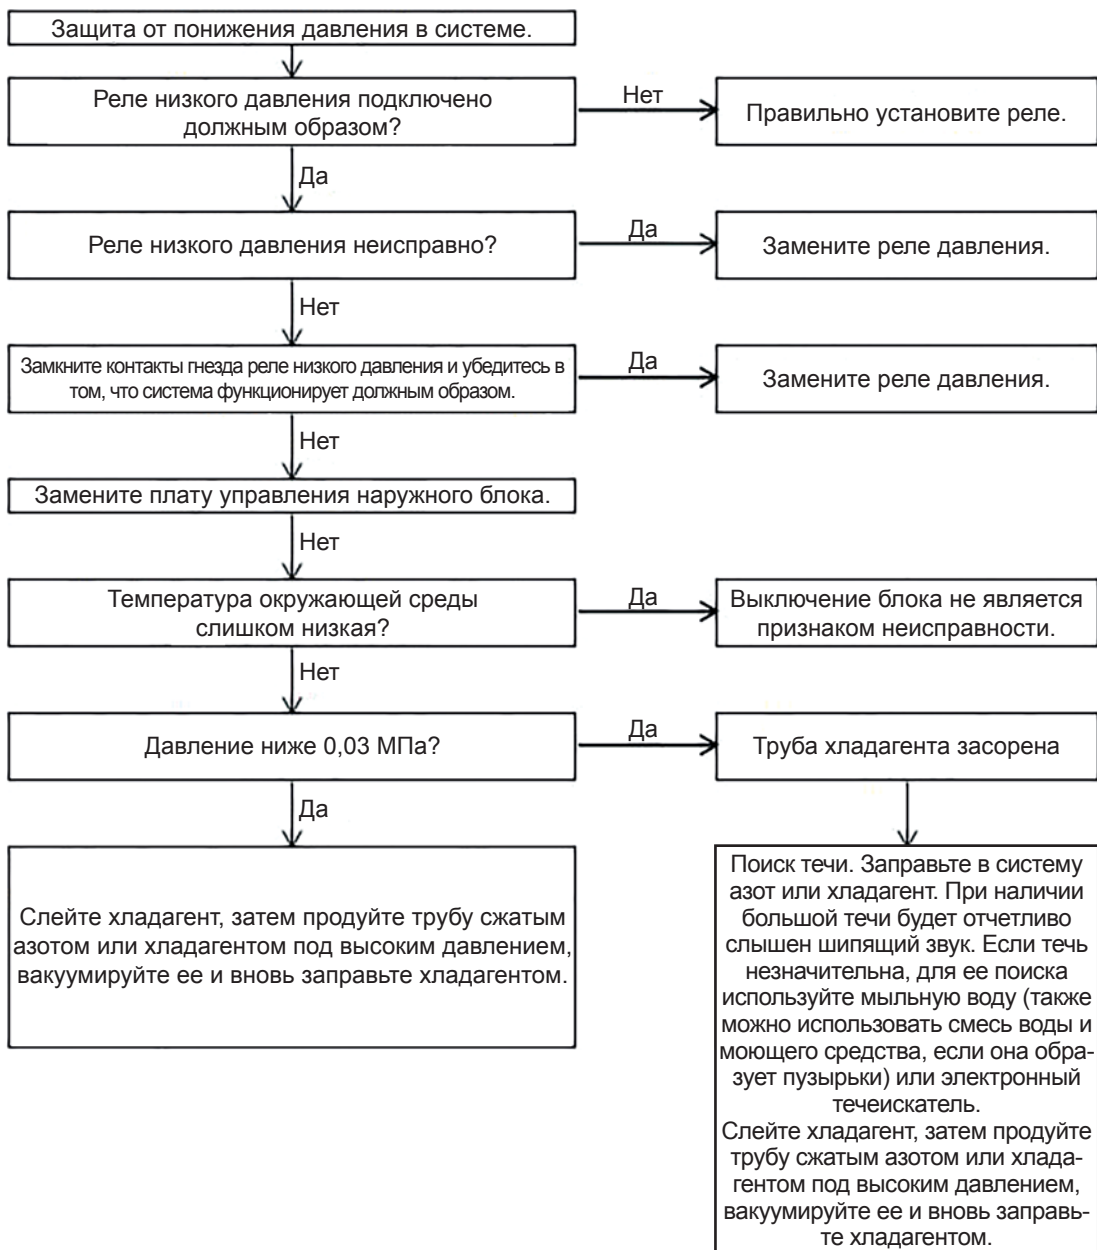 Защита от понижения давления в системе.
Реле низкого давления подключено
должным образом?
Нет
Правильно установите реле.
Да
Реле низкого давления неисправно?
Да
Замените реле давления.
Нет
Замкните контакты гнезда реле низкого давления и убедитесь в
том, что система функционирует должным образом.
Да
Замените реле давления.
Нет
Замените плату управления наружного блока.
Нет
Температура окружающей среды
слишком низкая?
Да
Выключение блока не является
признаком неисправности.
Нет
Давление ниже 0,03 МПа?
Да
Труба хладагента засорена
Да
Слейте хладагент, затем продуйте трубу сжатым
азотом или хладагентом под высоким давлением,
вакуумируйте ее и вновь заправьте хладагентом.
Поиск течи. Заправьте в систему
азот или хладагент. При наличии
большой течи будет отчетливо
слышен шипящий звук. Если течь
незначительна, для ее поиска
используйте мыльную воду (также
можно использовать смесь воды и
моющего средства, если она обра-
зует пузырьки) или электронный
течеискатель.
Слейте хладагент, затем продуйте
трубу сжатым азотом или хлада-
гентом под высоким давлением,
вакуумируйте ее и вновь заправь-
те хладагентом.